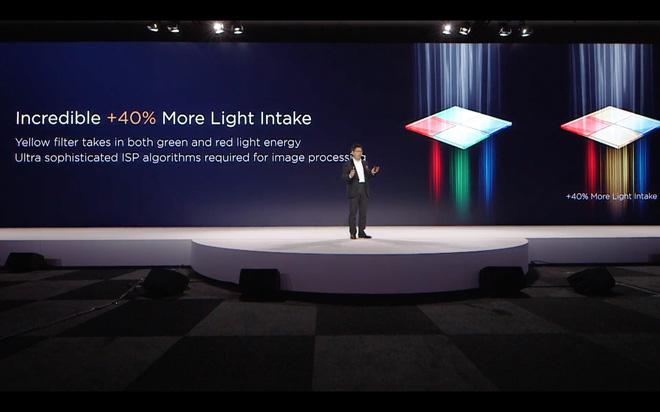 Incredible +40% More Light Intake
Yellow filter takes in both green and red light energy
Ultra sophisticated ISP algorithms required for image
+40% More Light Intake